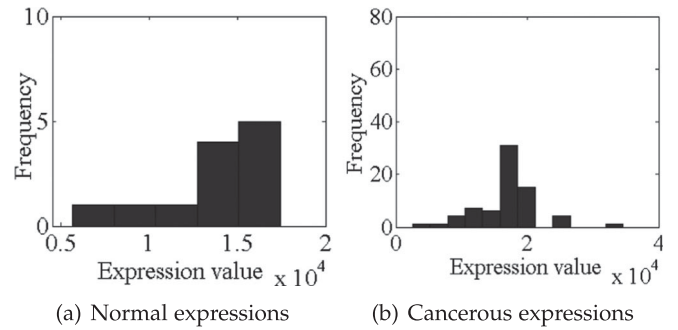 10
5
0
Frequency
0.5
1
1.5
2
Expression value
x 10^4
(a) Normal expressions
80
60
40
20
0
Frequency
0
2
4
Expression value
x 10^4
(b) Cancerous expressions